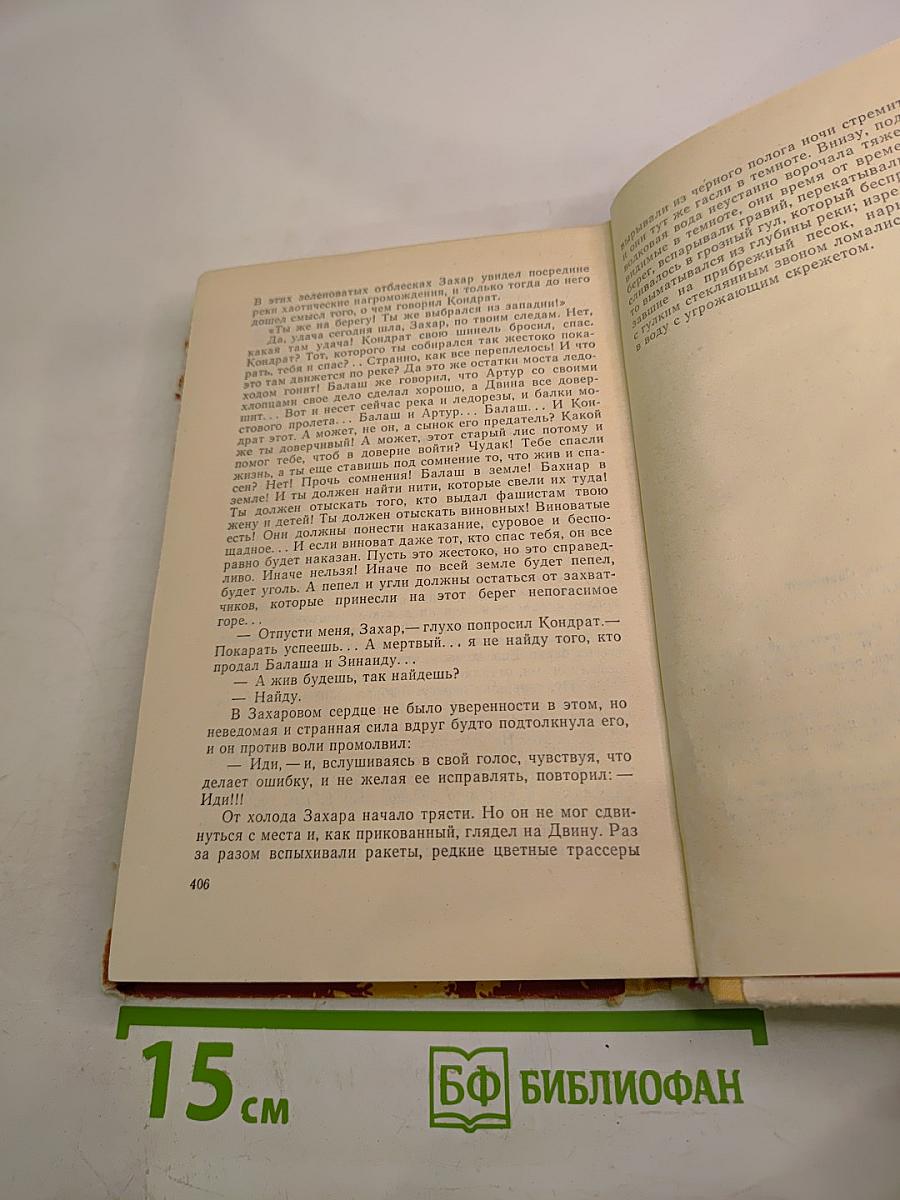 В этих зеленоватых отблесках Захар увидел посредине
реки хаотические нагромождения, и только тогда до него
дошел смысл того, о чем говорил Кондрат.
«Ты же на берегу! Ты же выбрался из западни!»
Да, удача сегодня шла, Захар, по твоим следам. Нет,
какая там удача! Кондрат свою шинель бросил, спас.
Кондрат? Тот, которого ты собирался так жестоко пока-
рать, тебя и спас?.. Странно, как все переплелось! И что
это там движется по реке? Да это же остатки моста ледо-
ходом гонит! Балаш же говорил, что Артур со своими
хлопцами свое дело сделал хорошо, а Двина все довер-
шит... Вот и несет сейчас река и ледорезы, и балки мо-
стового пролета... Балаш и Артур... Балаш... И Кон-
драт этот. А может, не он, а сынок его предатель? Какой
же ты доверчивый! А может, этот старый лис потому и
помог тебе, чтоб в доверие войти? Чудак! Тебе спасли
жизнь, а ты еще ставишь под сомнение то, что жив и спа-
сен? Нет! Прочь сомнения! Балаш в земле! Бахнар в
земле! И ты должен найти нити, которые свели их туда!
Ты должен отыскать того, кто выдал фашистам твою
жену и детей! Ты должен отыскать виновных! Виноватые
есть! Они должны понести наказание, суровое и беспо-
щадное... И если виноват даже тот, кто спас тебя, он все
равно будет наказан. Пусть это жестоко, но это справед-
ливо. Иначе нельзя! Иначе по всей земле будет пепел,
будет уголь. А пепел и угли должны остаться от захват-
чиков, которые принесли на этот берег непогасимое
горе...
— Отпусти меня, Захар,— глухо попросил Кондрат.—
Покарать успеешь... А мертвый... я не найду того, кто
продал Балаша и Зинаиду...
— А жив будешь, так найдешь?
— Найду.
В Захаровом сердце не было уверенности в этом, но
неведомая и странная сила вдруг будто подтолкнула его,
и он против воли промолвил:
— Иди, — и, вслушиваясь в свой голос, чувствуя, что
делает ошибку, и не желая ее исправлять, повторил: —
Иди!!!
От холода Захара начало трясти. Но он не мог сдви-
нуться с места и, как прикованный, глядел на Двину. Раз
за разом вспыхивали ракеты, редкие цветные трассеры
406
вырывали из чёрного полога ночи стремит
и они тут же гасли в темноте. Внизу, под
водковая вода неустанно ворочала тяже
видимые в темноте, они время от време
берег, вспарывали гравий, перекатывали
сливалось в грозный гул, который беспр
то выматывался из глубины реки; изре
завшие на прибрежный песок, нары
с гулким стеклянным звоном ломалис
в воду с угрожающим скрежетом.
15 см
БФ БИБЛИОФАН